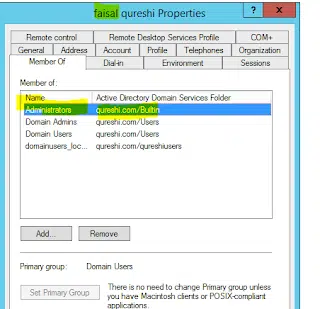 faisal qureshi Properties
?
X
Remote control
Remote Desktop Services Profile
COM+
General
Address
Account
Profile
Telephones
Organization
Member Of
Dial-in
Environment
Sessions
Member of:
Name
Active Directory Domain Services Folder
Administrators
qureshi.com/Builtin
Domain Admins
qureshi.com/Users
Domain Users
qureshi.com/Users
domainusers_loc...
qureshi.com/qureshiusers
Add...
Remove
Primary group:
Domain Users
Set Primary Group
There is no need to change Primary group unless
you have Macintosh clients or POSIX-compliant
applications.